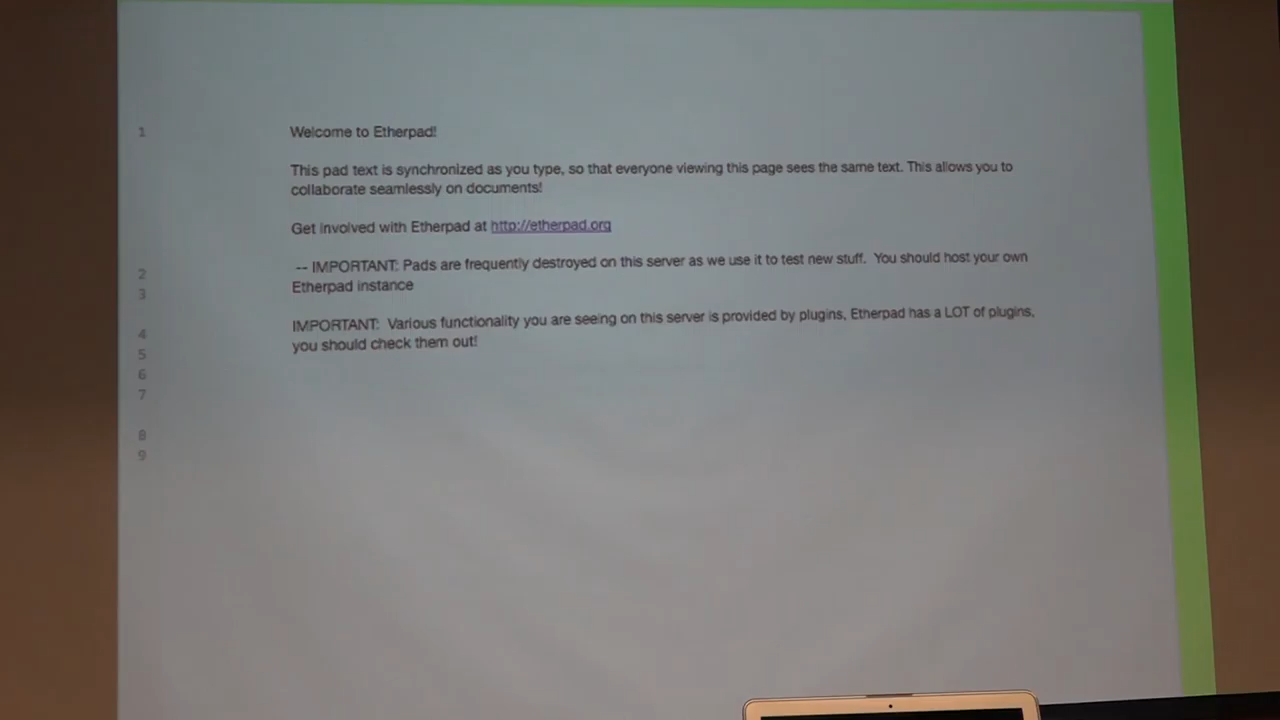 1 Welcome to Etherpad!
This pad text is synchronized as you type, so that everyone viewing this page sees the same text. This allows you to
collaborate seamlessly on documents!
Get involved with Etherpad at http://etherpad.org
2 -- IMPORTANT: Pads are frequently destroyed on this server as we use it to test new stuff.  You should host your own
3 Etherpad instance
4 IMPORTANT:  Various functionality you are seeing on this server is provided by plugins, Etherpad has a LOT of plugins,
5 you should check them out!
6
7
8
9